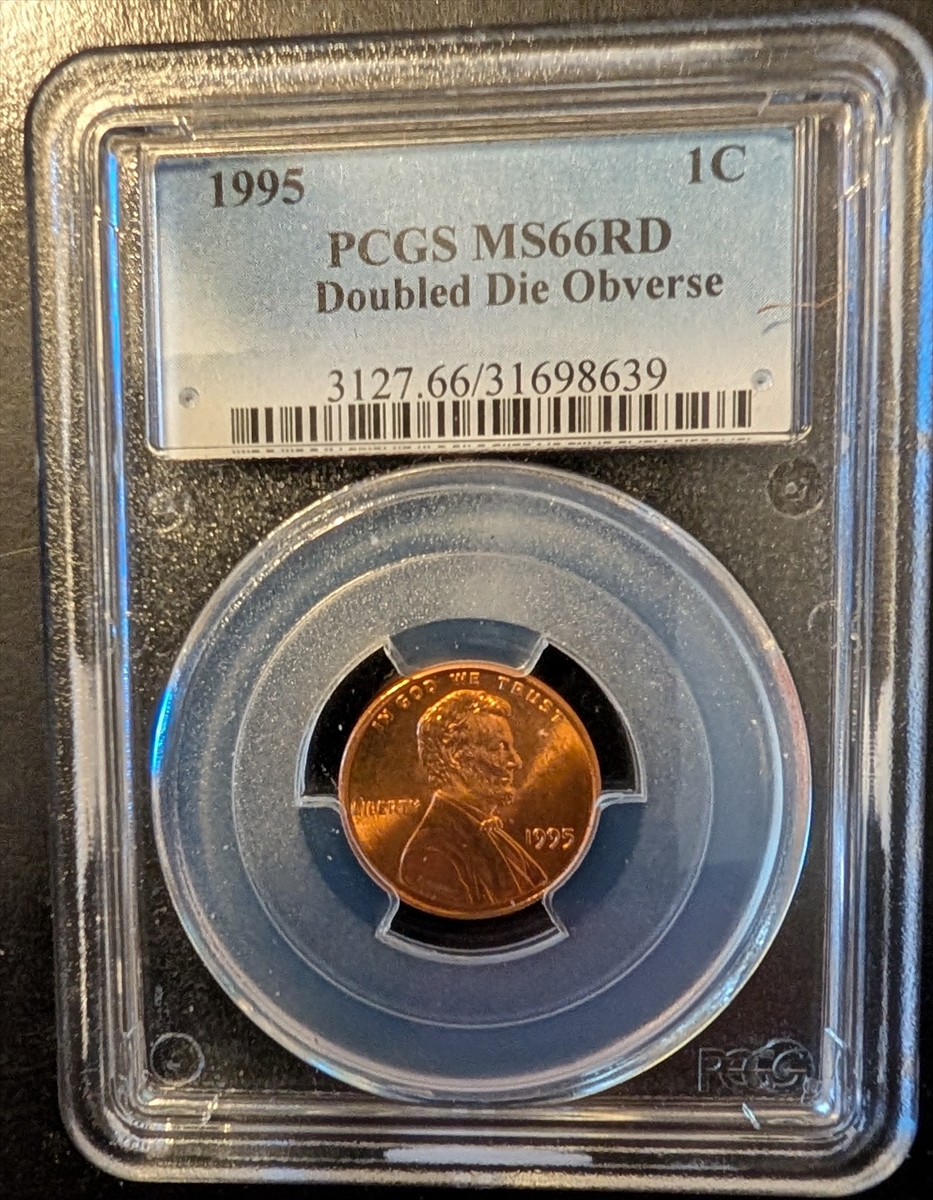 1995 1C
PCGS MS66RD
Doubled Die Obverse
3127.66/31698639
IN GOD WE TRUST
LIBERTY
1995
PCGS